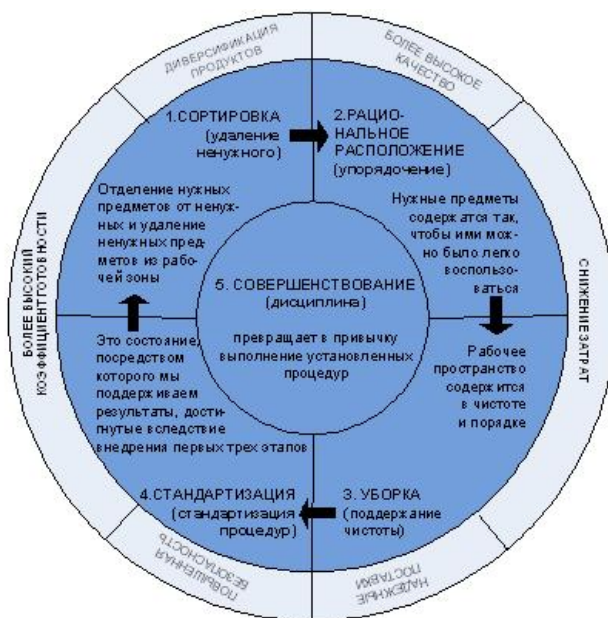 ДИВЕРСИФИКАЦИЯ
ПРОДУКТОВ
БОЛЕЕ ВЫСОКОЕ
КАЧЕСТВО
1.СОРТИРОВКА
(удаление
ненужного)
2.РАЦИО-
НАЛЬНОЕ
РАСПОЛОЖЕНИЕ
(упорядочение)
Отделение нужных
предметов от ненуж-
ных и удаление
ненужных пред-
метов из рабо-
чей зоны
Нужные предметы
содержатся так,
чтобы ими мож-
но было легко
воспользо-
ваться
БОЛЕЕ ВЫСОКИЙ
КОЭФФИЦИЕНТ ГОТОВНОСТИ
СНИЖЕНИЕ ЗАТРАТ
5. СОВЕРШЕНСТВОВАНИЕ
(дисциплина)
превращает в привычку
выполнение установленных
процедур
Это состояние,
посредством
которого мы
поддерживаем
результаты, дости-
гнутые вследствие
внедрения первых трех этапов
Рабочее
пространство
содержится
в чистоте
и порядке
4.СТАНДАРТИЗАЦИЯ
(стандартизация
процедур)
3. УБОРКА
(поддержание
чистоты)
ПОВЫШЕННАЯ
БЕЗОПАСНОСТЬ
НАДЕЖНЫЕ
ПОСТАВКИ